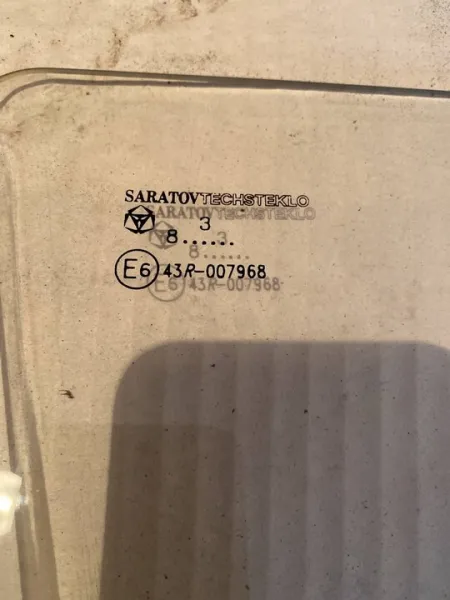 SARATOVTECHSTEKLO
3
8......
E6 43R-007968